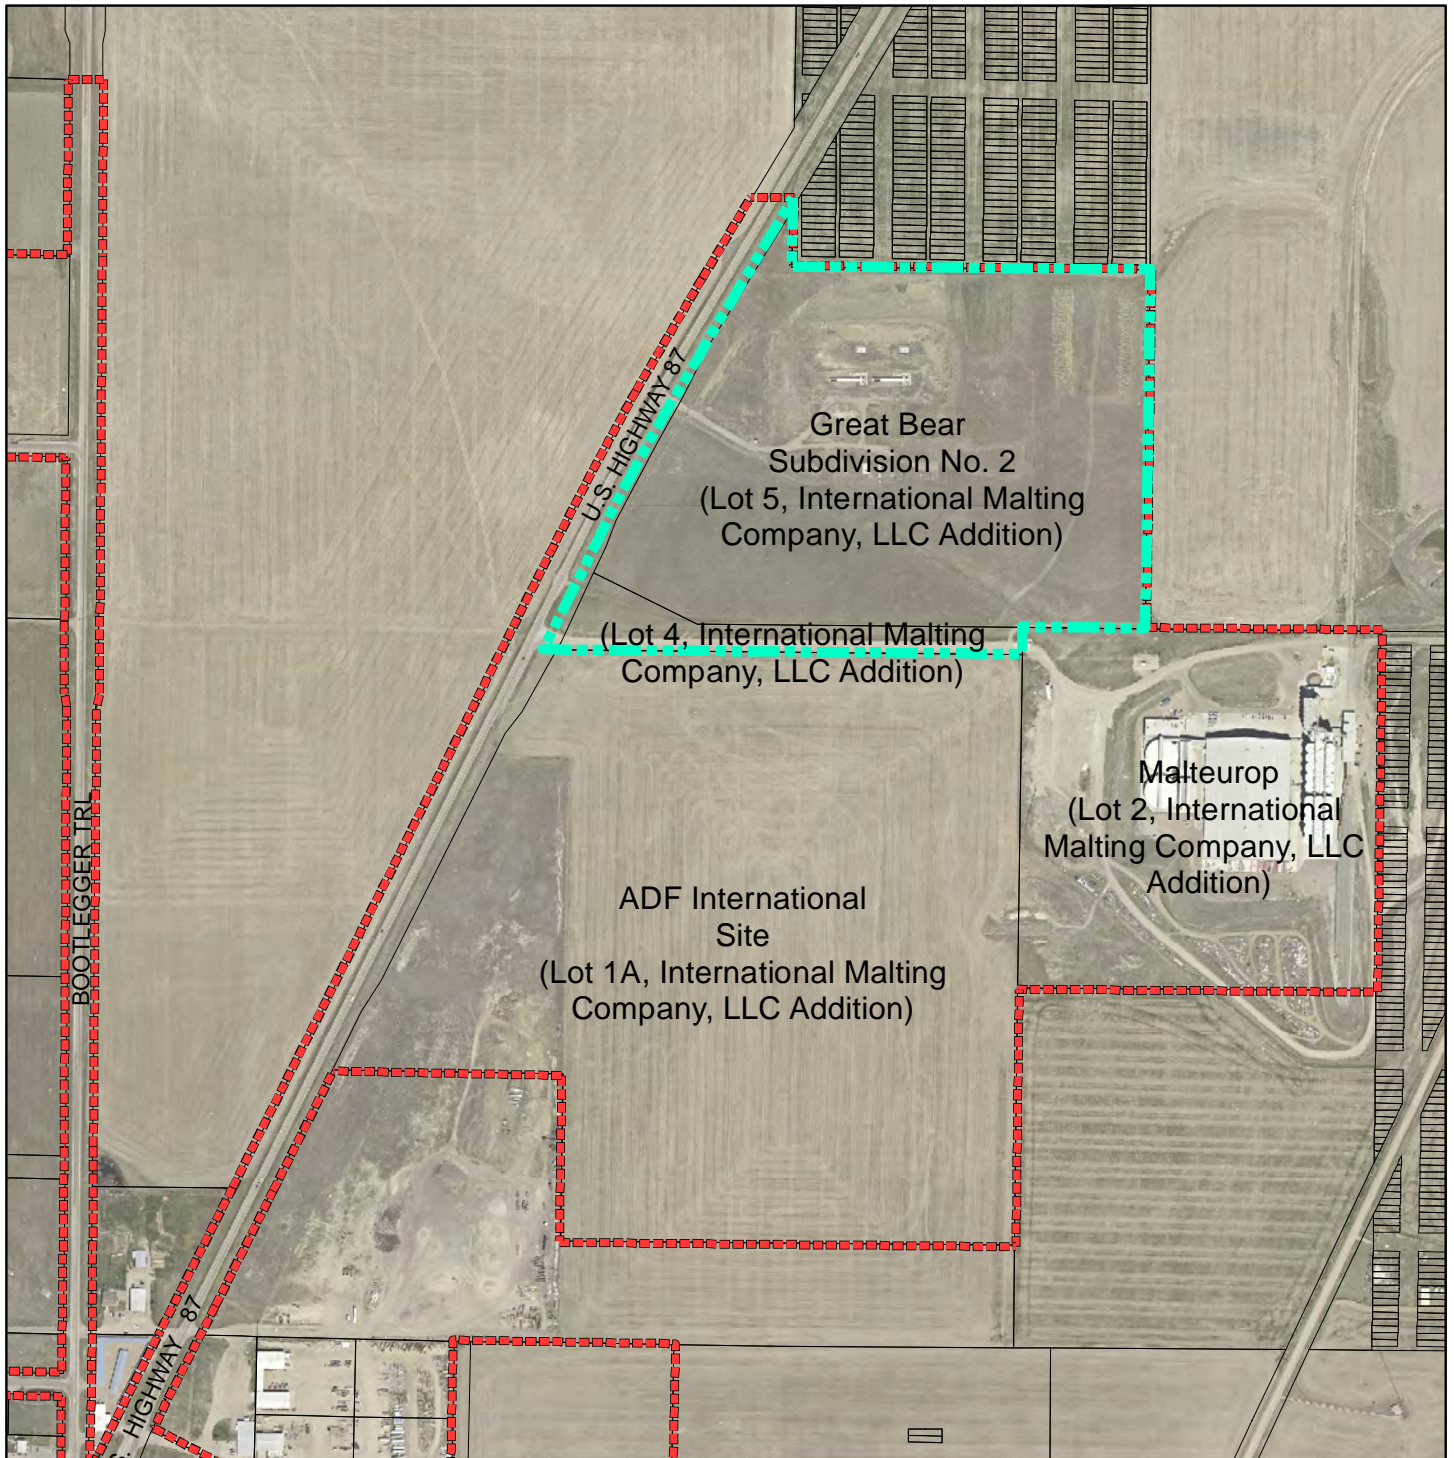 U.S. HIGHWAY 87
Great Bear
Subdivision No. 2
(Lot 5, International Malting
Company, LLC Addition)
(Lot 4, International Malting
Company, LLC Addition)
Malteurop
(Lot 2, International
Malting Company, LLC
Addition)
BOOTLEGGER TRL
ADF International
Site
(Lot 1A, International Malting
Company, LLC Addition)
S. HIGHWAY 87